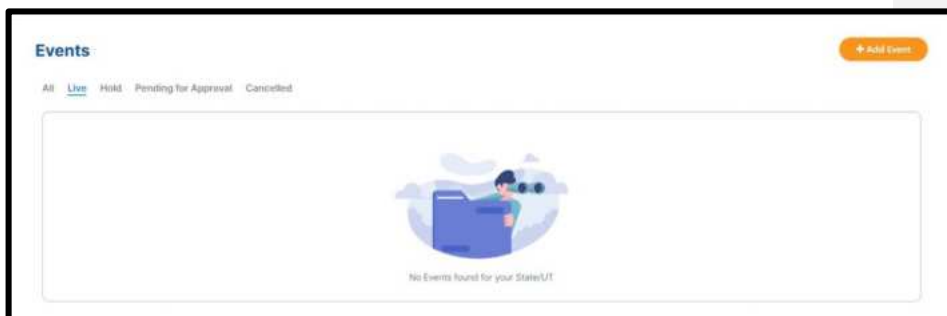 Events
+ Add Event
All Live Hold Pending for Approval Cancelled
No Events found for your State/UT